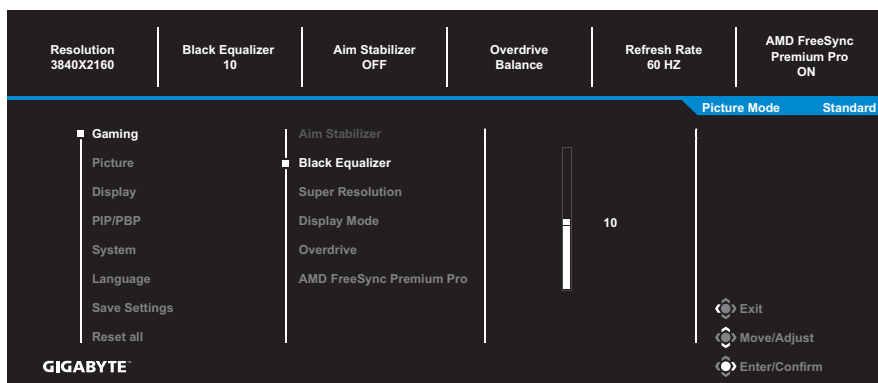 Resolution
3840X2160
Black Equalizer
10
Aim Stabilizer
OFF
Overdrive
Balance
Refresh Rate
60 HZ
AMD FreeSync
Premium Pro
ON
Picture Mode Standard
Gaming
Picture
Display
PIP/PBP
System
Language
Save Settings
Reset all
Aim Stabilizer
Black Equalizer
Super Resolution
Display Mode
Overdrive
AMD FreeSync Premium Pro
10
Exit
Move/Adjust
Enter/Confirm
GIGABYTE™